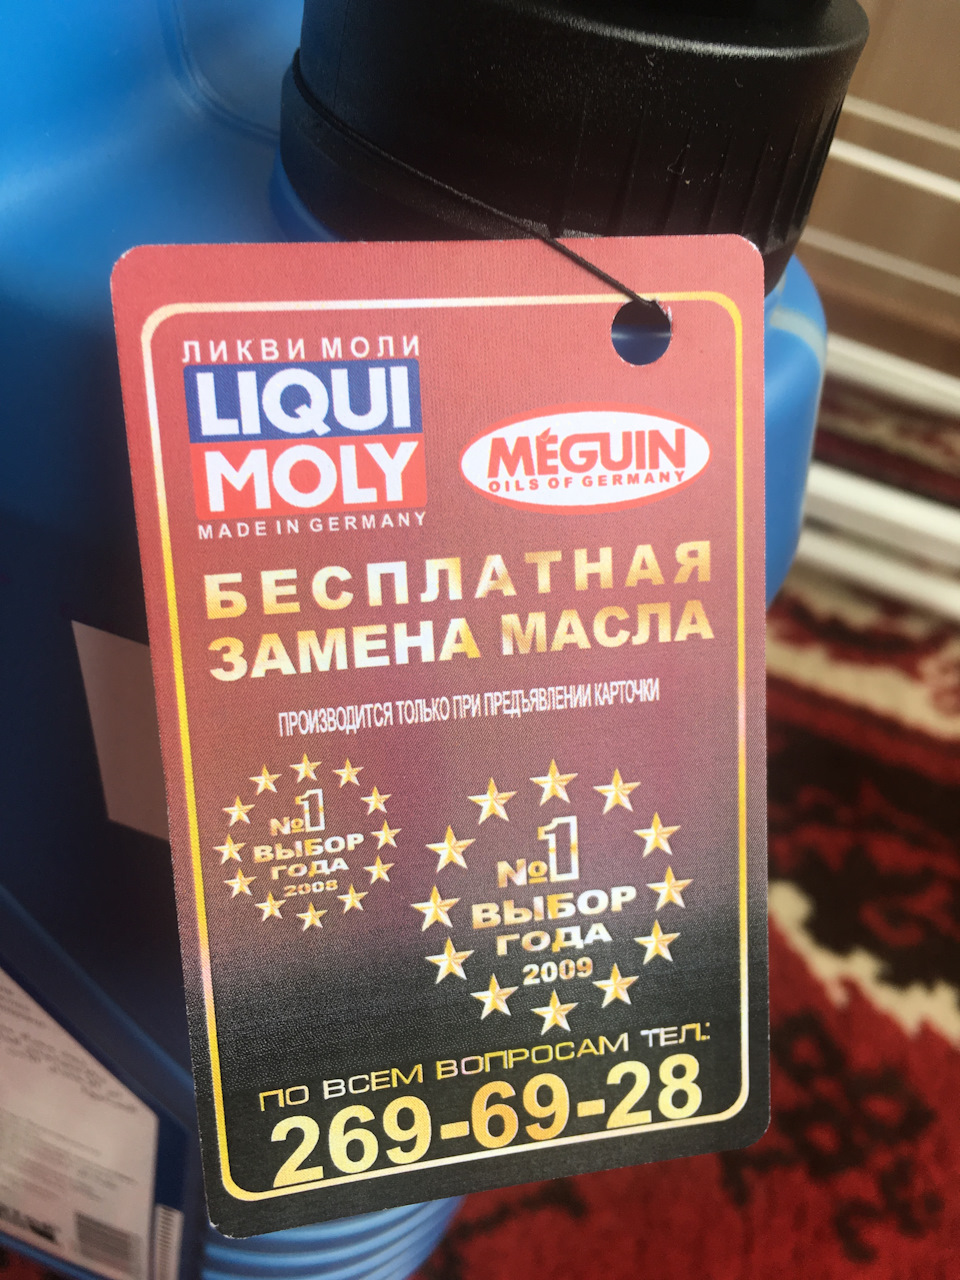 ЛИКВИ МОЛИ
LIQUI
MOLY
MADE IN GERMANY
MÉGUIN
OILS OF GERMANY
БЕСПЛАТНАЯ
ЗАМЕНА МАСЛА
ПРОИЗВОДИТСЯ ТОЛЬКО ПРИ ПРЕДЪЯВЛЕНИИ КАРТОЧКИ
№1
ВЫБОР
ГОДА
2008
№1
ВЫБОР
ГОДА
2009
ПО ВСЕМ ВОПРОСАМ ТЕЛ.:
269-69-28